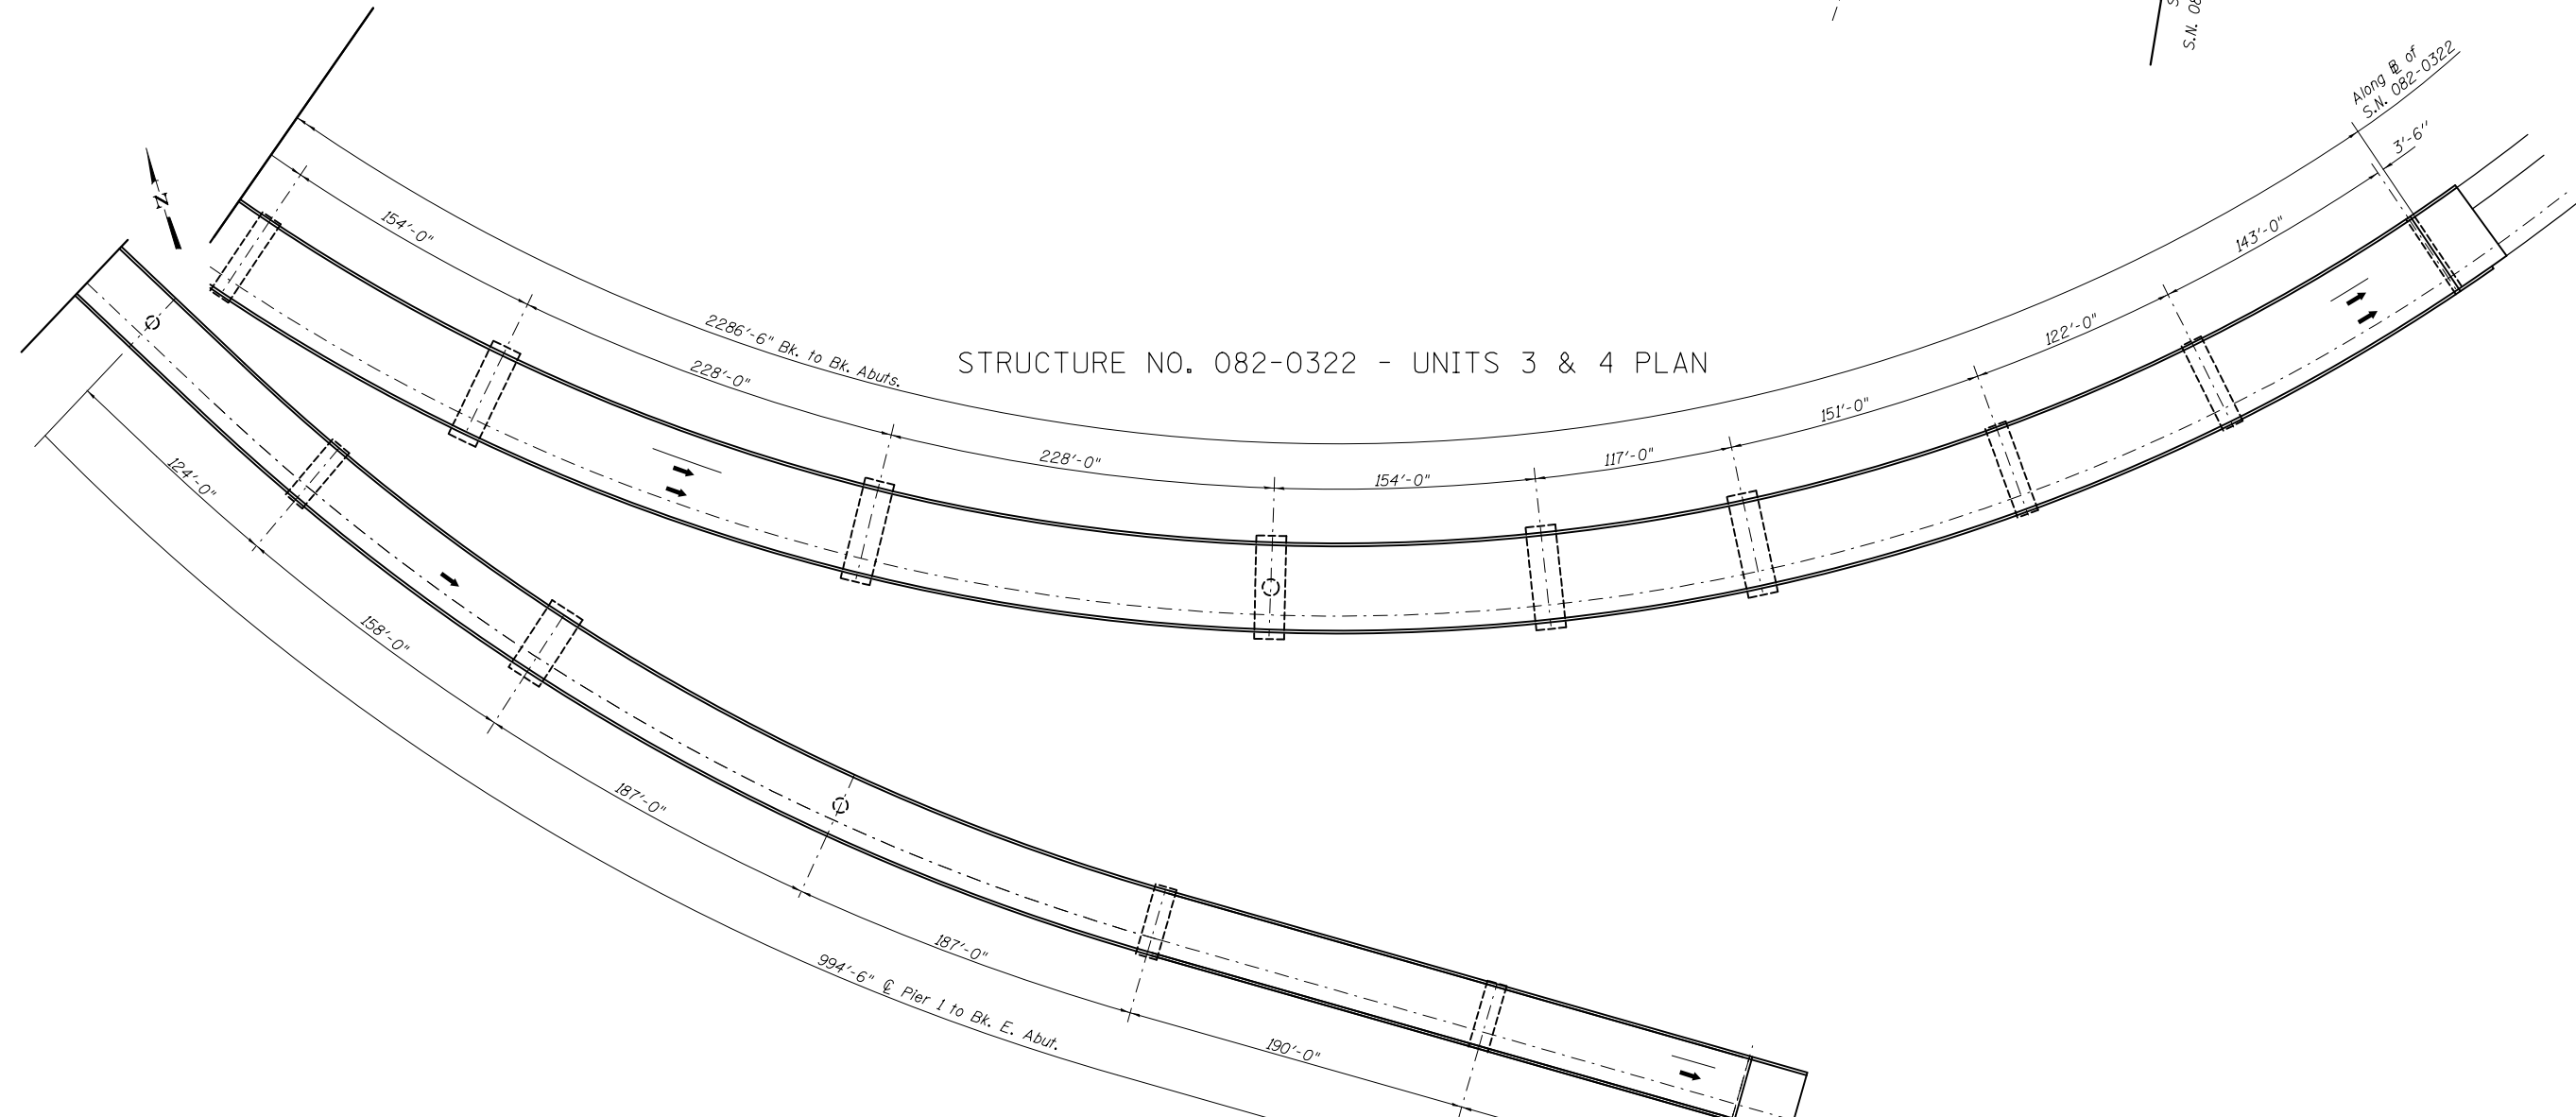 S.N. 08
Along ℔ of
S.N. 082-0322
3'-6''
N
154'-0"
143'-0"
2286'-6" Bk. to Bk. Abuts.
122'-0"
STRUCTURE NO. 082-0322 - UNITS 3 & 4 PLAN
228'-0"
151'-0"
228'-0"
154'-0"
117'-0"
124'-0"
158'-0"
187'-0"
187'-0"
994'-6" ℄ Pier 1 to Bk. E. Abut.
190'-0"